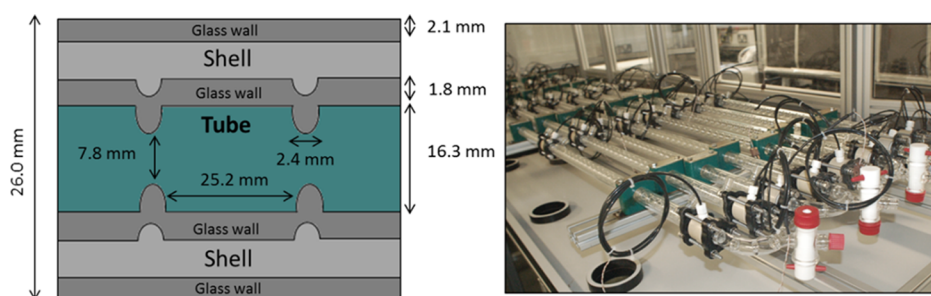 Glass wall
2.1 mm
Shell
Glass wall
1.8 mm
Tube
7.8 mm
2.4 mm
16.3 mm
25.2 mm
26.0 mm
Glass wall
Shell
Glass wall